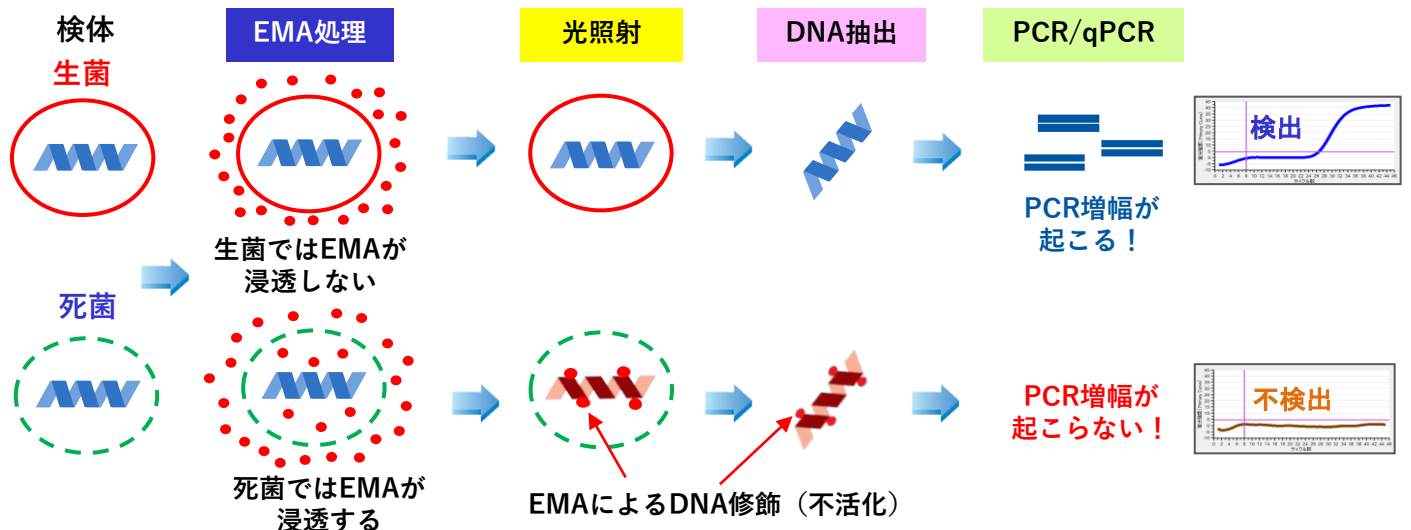 検体
EMA処理
光照射
DNA抽出
PCR/qPCR
生菌
検出
生菌ではEMAが
浸透しない
PCR増幅が
起こる！
死菌
死菌ではEMAが
浸透する
EMAによるDNA修飾（不活化）
PCR増幅が
起こらない！
不検出